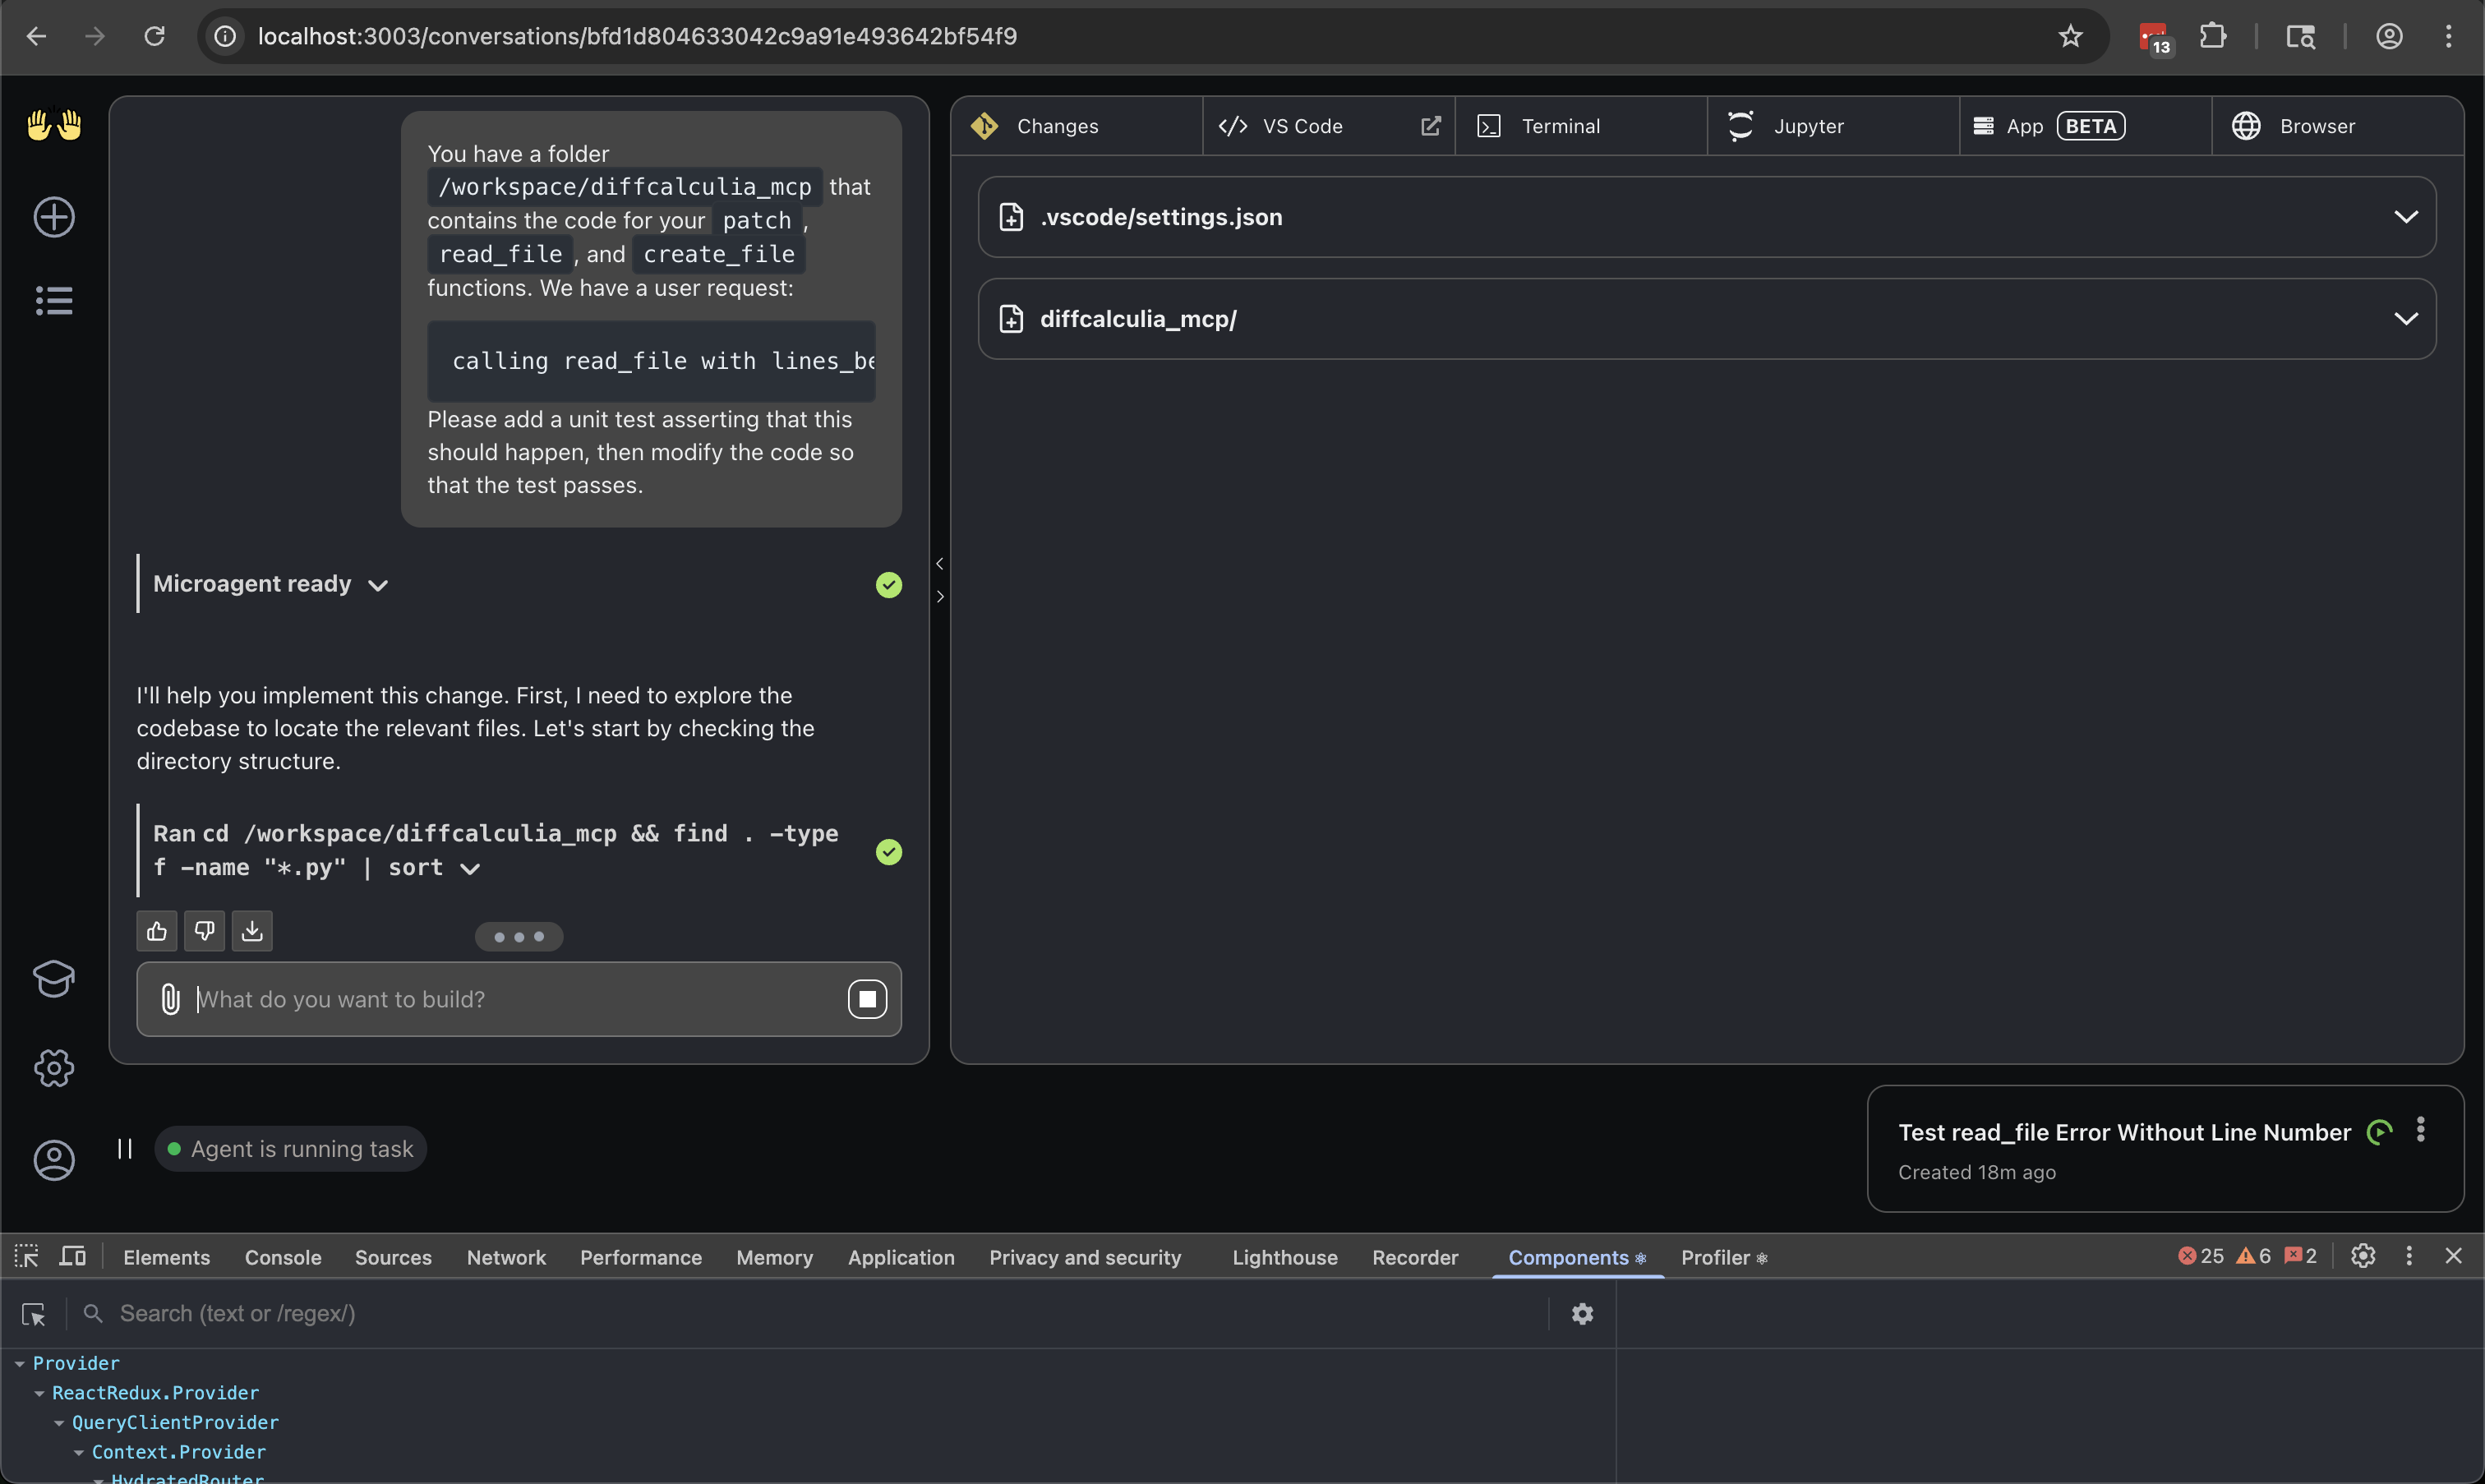 localhost:3003/conversations/bfd1d804633042c9a91e493642bf54f9
13
You have a folder
/workspace/diffcalculia_mcp that
contains the code for your patch ,
read_file , and create_file
functions. We have a user request:
calling read_file with lines_be
Please add a unit test asserting that this
should happen, then modify the code so
that the test passes.
Microagent ready
I'll help you implement this change. First, I need to explore the
codebase to locate the relevant files. Let's start by checking the
directory structure.
Ran cd /workspace/diffcalculia_mcp && find . -type
f -name "*.py" | sort
What do you want to build?
Changes
VS Code
Terminal
Jupyter
App BETA
Browser
.vscode/settings.json
diffcalculia_mcp/
Agent is running task
Test read_file Error Without Line Number
Created 18m ago
Elements Console Sources Network Performance Memory Application Privacy and security Lighthouse Recorder Components ⚛ Profiler ⚛ 25 6 2
Search (text or /regex/)
Provider
ReactRedux.Provider
QueryClientProvider
Context.Provider
HydratedRouter